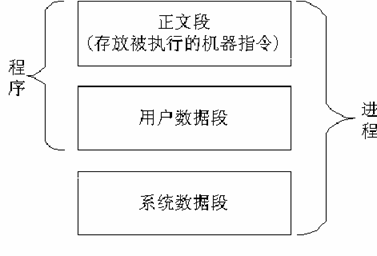 正文段
（存放被执行的机器指令）
程序
用户数据段
进程
系统数据段